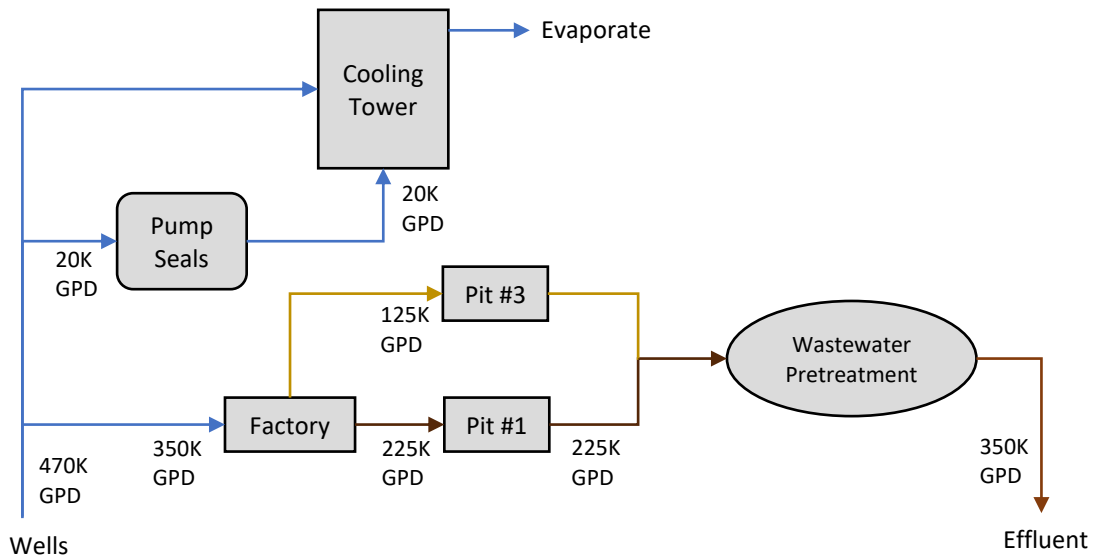 Evaporate
Cooling
Tower
20K
GPD
Pump
Seals
20K
GPD
Pit #3
125K
GPD
Wastewater
Pretreatment
Factory
Pit #1
350K
GPD
225K
GPD
225K
GPD
350K
GPD
470K
GPD
Wells
Effluent